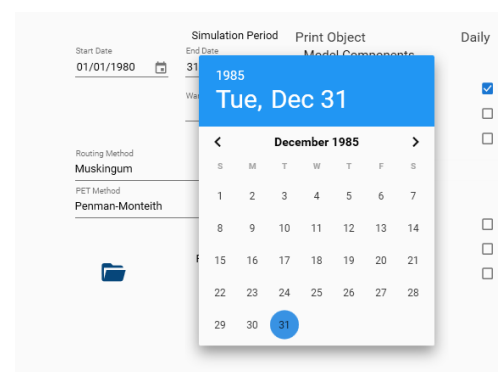 Simulation Period
Print Object
Daily
Start Date
End Date
Model Components
01/01/1980
31
1985
Tue, Dec 31
December 1985
S M T W T F S
1 2 3 4 5 6 7
8 9 10 11 12 13 14
15 16 17 18 19 20 21
22 23 24 25 26 27 28
29 30 31
Routing Method
Muskingum
PET Method
Penman-Monteith